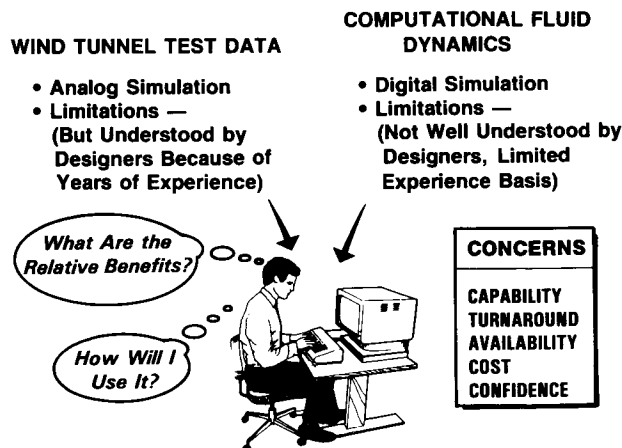 WIND TUNNEL TEST DATA
• Analog Simulation
• Limitations —
(But Understood by
Designers Because of
Years of Experience)
COMPUTATIONAL FLUID
DYNAMICS
• Digital Simulation
• Limitations —
(Not Well Understood by
Designers, Limited
Experience Basis)
What Are the
Relative Benefits?
How Will I
Use It?
CONCERNS
CAPABILITY
TURNAROUND
AVAILABILITY
COST
CONFIDENCE